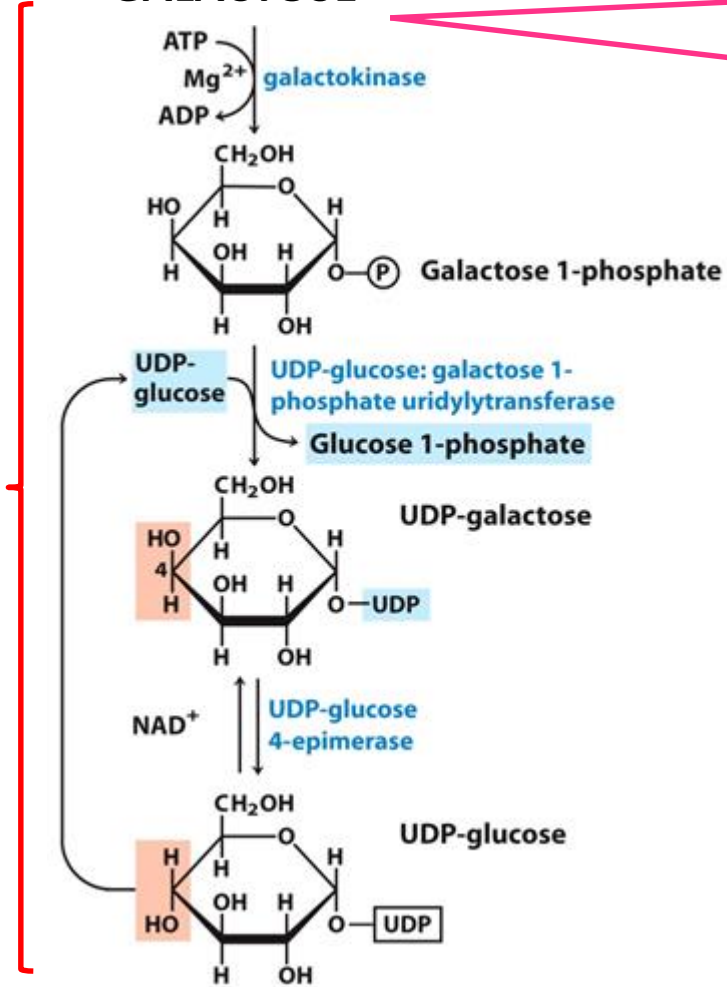 GALACTOSE
ATP
Mg2+ galactokinase
ADP
CH2OH
O
HO H
H
OH H
H O P Galactose 1-phosphate
H OH
UDP-
glucose
UDP-glucose: galactose 1-
phosphate uridylytransferase
Glucose 1-phosphate
CH2OH
UDP-galactose
O
HO H
H
4 OH H
H O UDP
H OH
NAD+
UDP-glucose
4-epimerase
CH2OH
UDP-glucose
O
H H
H
OH H
HO O UDP
H OH